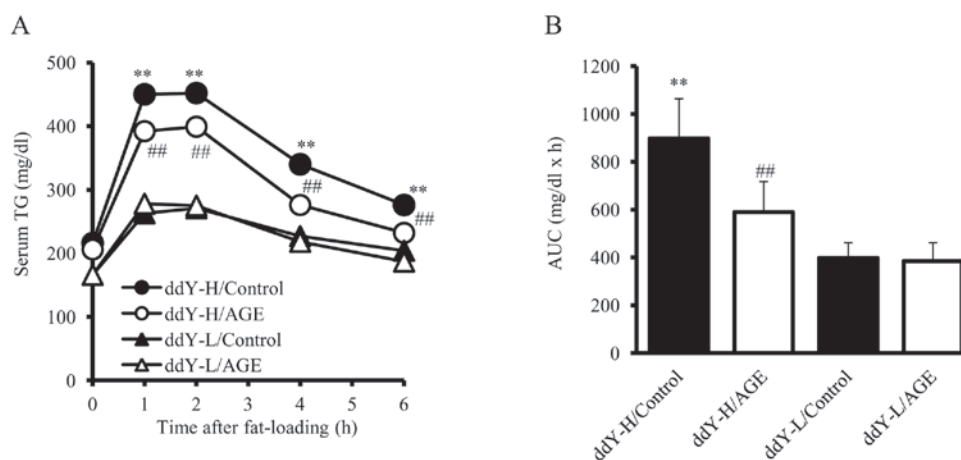 A
500
400
300
200
100
0
Serum TG (mg/dl)
** ** ** **
## ## ## ##
ddY-H/Control
ddY-H/AGE
ddY-L/Control
ddY-L/AGE
0 1 2 3 4 5 6
Time after fat-loading (h)
B
1200
1000
800
600
400
200
0
AUC (mg/dl x h)
**
##
ddY-H/Control
ddY-H/AGE
ddY-L/Control
ddY-L/AGE